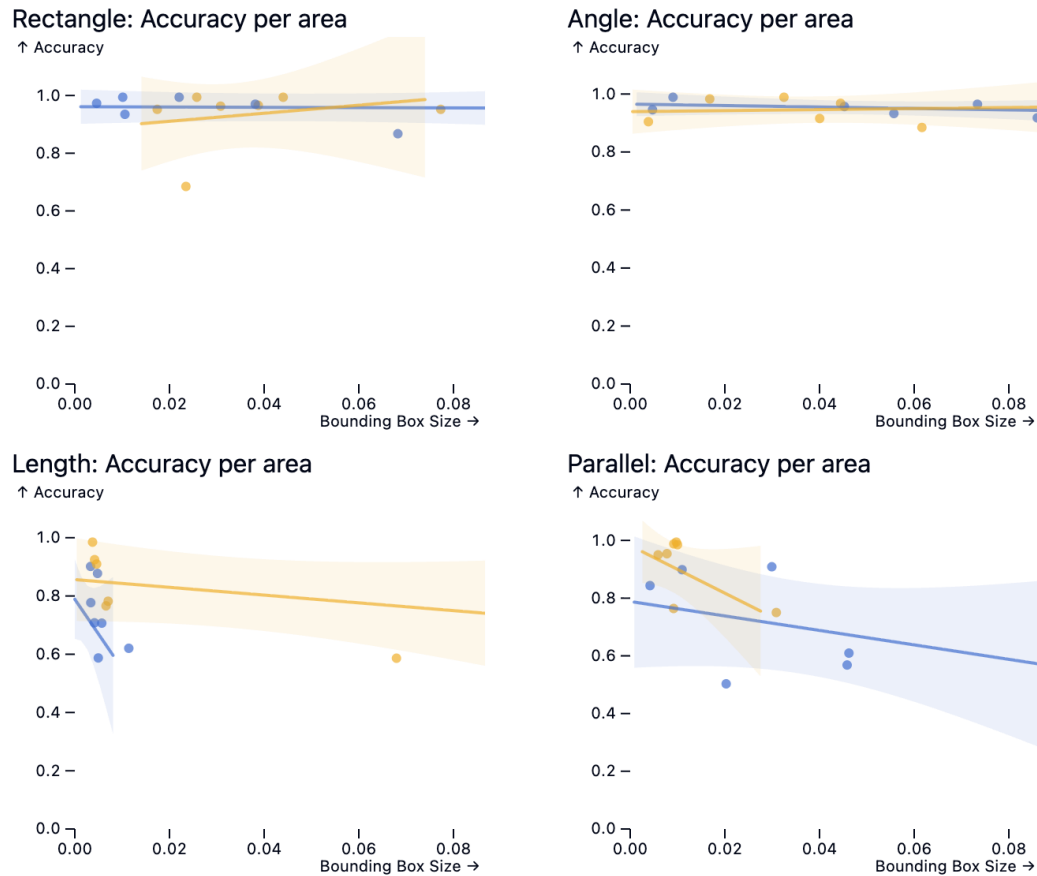 Rectangle: Accuracy per area
↑ Accuracy
1.0
0.8
0.6
0.4
0.2
0.0
0.00 0.02 0.04 0.06 0.08
Bounding Box Size →
Angle: Accuracy per area
↑ Accuracy
1.0
0.8
0.6
0.4
0.2
0.0
0.00 0.02 0.04 0.06 0.08
Bounding Box Size →
Length: Accuracy per area
↑ Accuracy
1.0
0.8
0.6
0.4
0.2
0.0
0.00 0.02 0.04 0.06 0.08
Bounding Box Size →
Parallel: Accuracy per area
↑ Accuracy
1.0
0.8
0.6
0.4
0.2
0.0
0.00 0.02 0.04 0.06 0.08
Bounding Box Size →